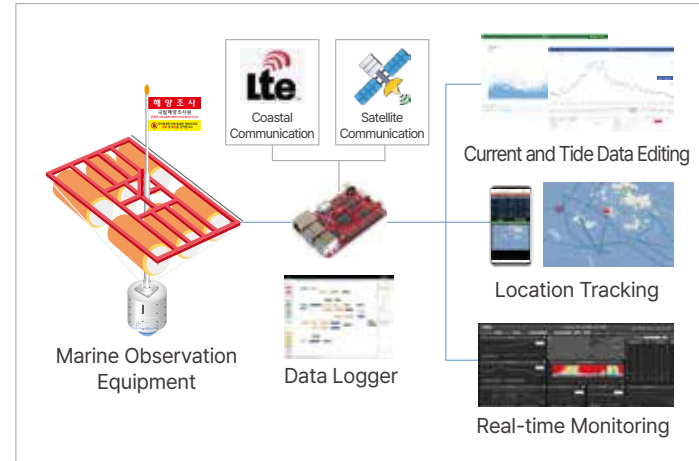 Lte
Coastal
Communication
Satellite
Communication
해양조사
국립해양조사원
Current and Tide Data Editing
Location Tracking
Marine Observation
Equipment
Data Logger
Real-time Monitoring